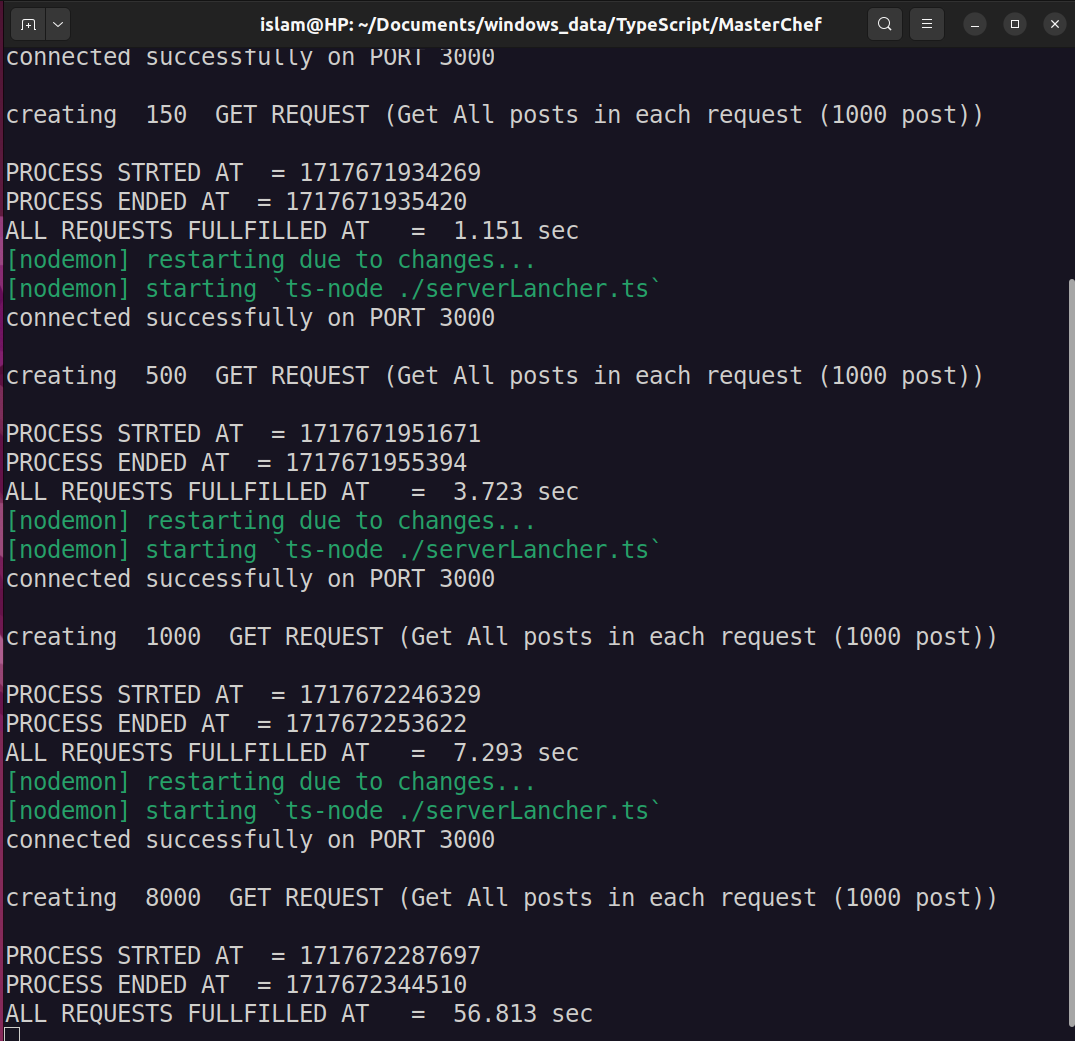 islam@HP: ~/Documents/windows_data/TypeScript/MasterChef
connected successfully on PORT 3000
creating  150  GET REQUEST (Get All posts in each request (1000 post))
PROCESS STRTED AT  = 1717671934269
PROCESS ENDED AT  = 1717671935420
ALL REQUESTS FULLFILLED AT   =  1.151 sec
[nodemon] restarting due to changes...
[nodemon] starting `ts-node ./serverLancher.ts`
connected successfully on PORT 3000
creating  500  GET REQUEST (Get All posts in each request (1000 post))
PROCESS STRTED AT  = 1717671951671
PROCESS ENDED AT  = 1717671955394
ALL REQUESTS FULLFILLED AT   =  3.723 sec
[nodemon] restarting due to changes...
[nodemon] starting `ts-node ./serverLancher.ts`
connected successfully on PORT 3000
creating  1000  GET REQUEST (Get All posts in each request (1000 post))
PROCESS STRTED AT  = 1717672246329
PROCESS ENDED AT  = 1717672253622
ALL REQUESTS FULLFILLED AT   =  7.293 sec
[nodemon] restarting due to changes...
[nodemon] starting `ts-node ./serverLancher.ts`
connected successfully on PORT 3000
creating  8000  GET REQUEST (Get All posts in each request (1000 post))
PROCESS STRTED AT  = 1717672287697
PROCESS ENDED AT  = 1717672344510
ALL REQUESTS FULLFILLED AT   =  56.813 sec